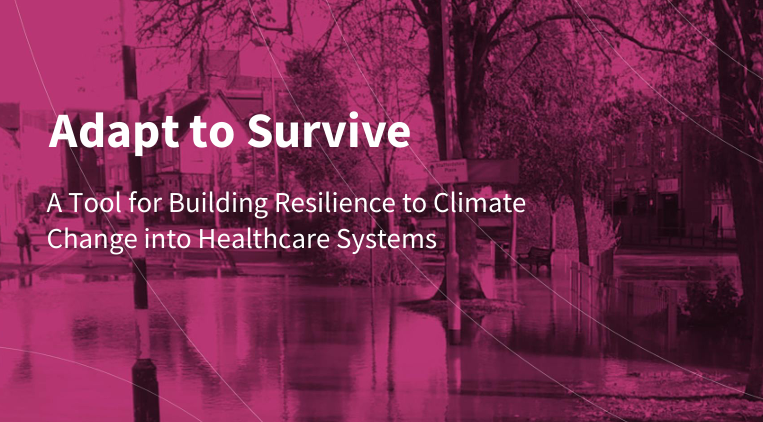 Adapt to Survive
A Tool for Building Resilience to Climate
Change into Healthcare Systems